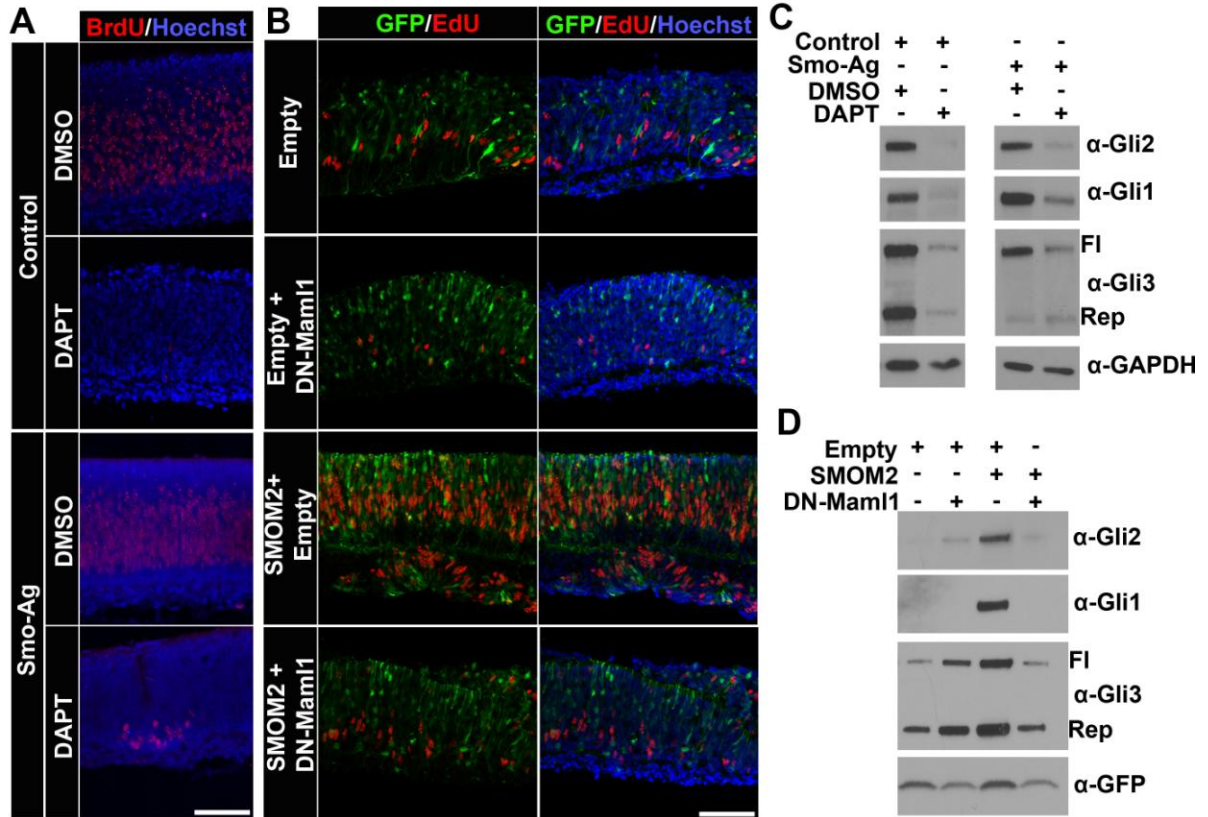 A
BrdU/Hoechst
Control
DMSO
DAPT
Smo-Ag
DMSO
DAPT
B
GFP/EdU
GFP/EdU/Hoechst
Empty
Empty +
DN-Maml1
SMOM2+
Empty
SMOM2 +
DN-Maml1
C
Control + + - -
Smo-Ag - - + +
DMSO + - + -
DAPT - + - +
α-Gli2
α-Gli1
Fl
α-Gli3
Rep
α-GAPDH
D
Empty + + + -
SMOM2 - - + +
DN-Maml1 - + - +
α-Gli2
α-Gli1
Fl
α-Gli3
Rep
α-GFP